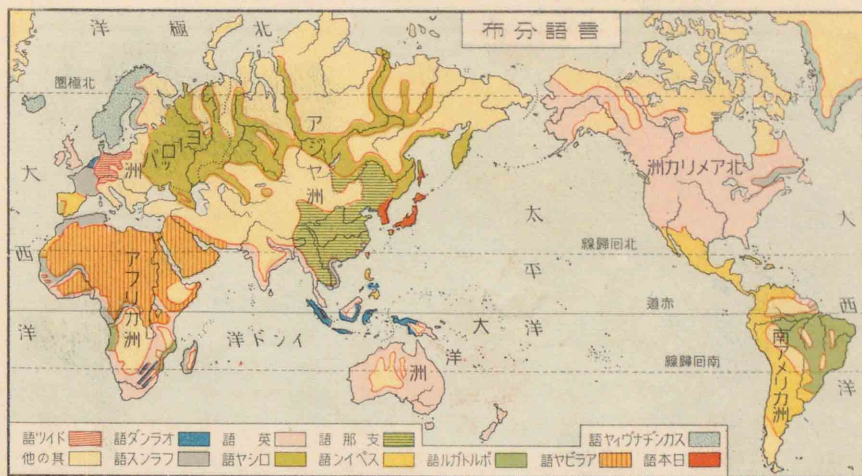 書語分布
北極洋
北極圏
ヨーロッパ洲
アジヤ洲
アフリカ洲
北アメリカ洲
南アメリカ洲
大西洋
太平洋
大西洋
北回歸線
赤道
南回歸線
インド洋
大洋洲
スカンヂナヴィヤ語
支那語
英語
オランダ語
ドイツ語
日本語
アラビヤ語
ポルトガル語
スペイン語
ロシヤ語
フランス語
其の他